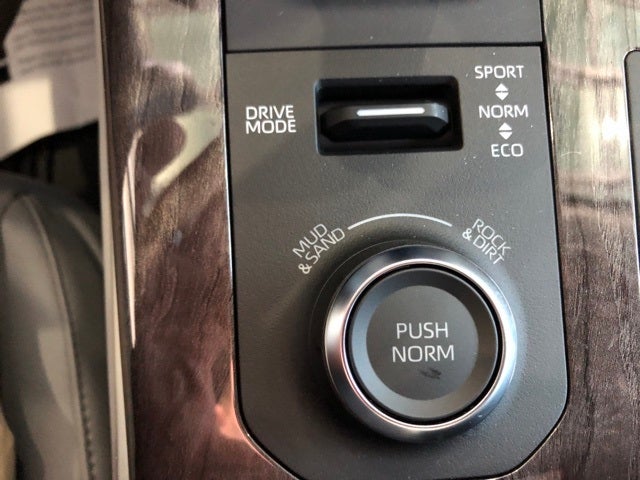 DRIVE
MODE
SPORT
NORM
ECO
MUD
&SAND
ROCK
&DIRT
PUSH
NORM